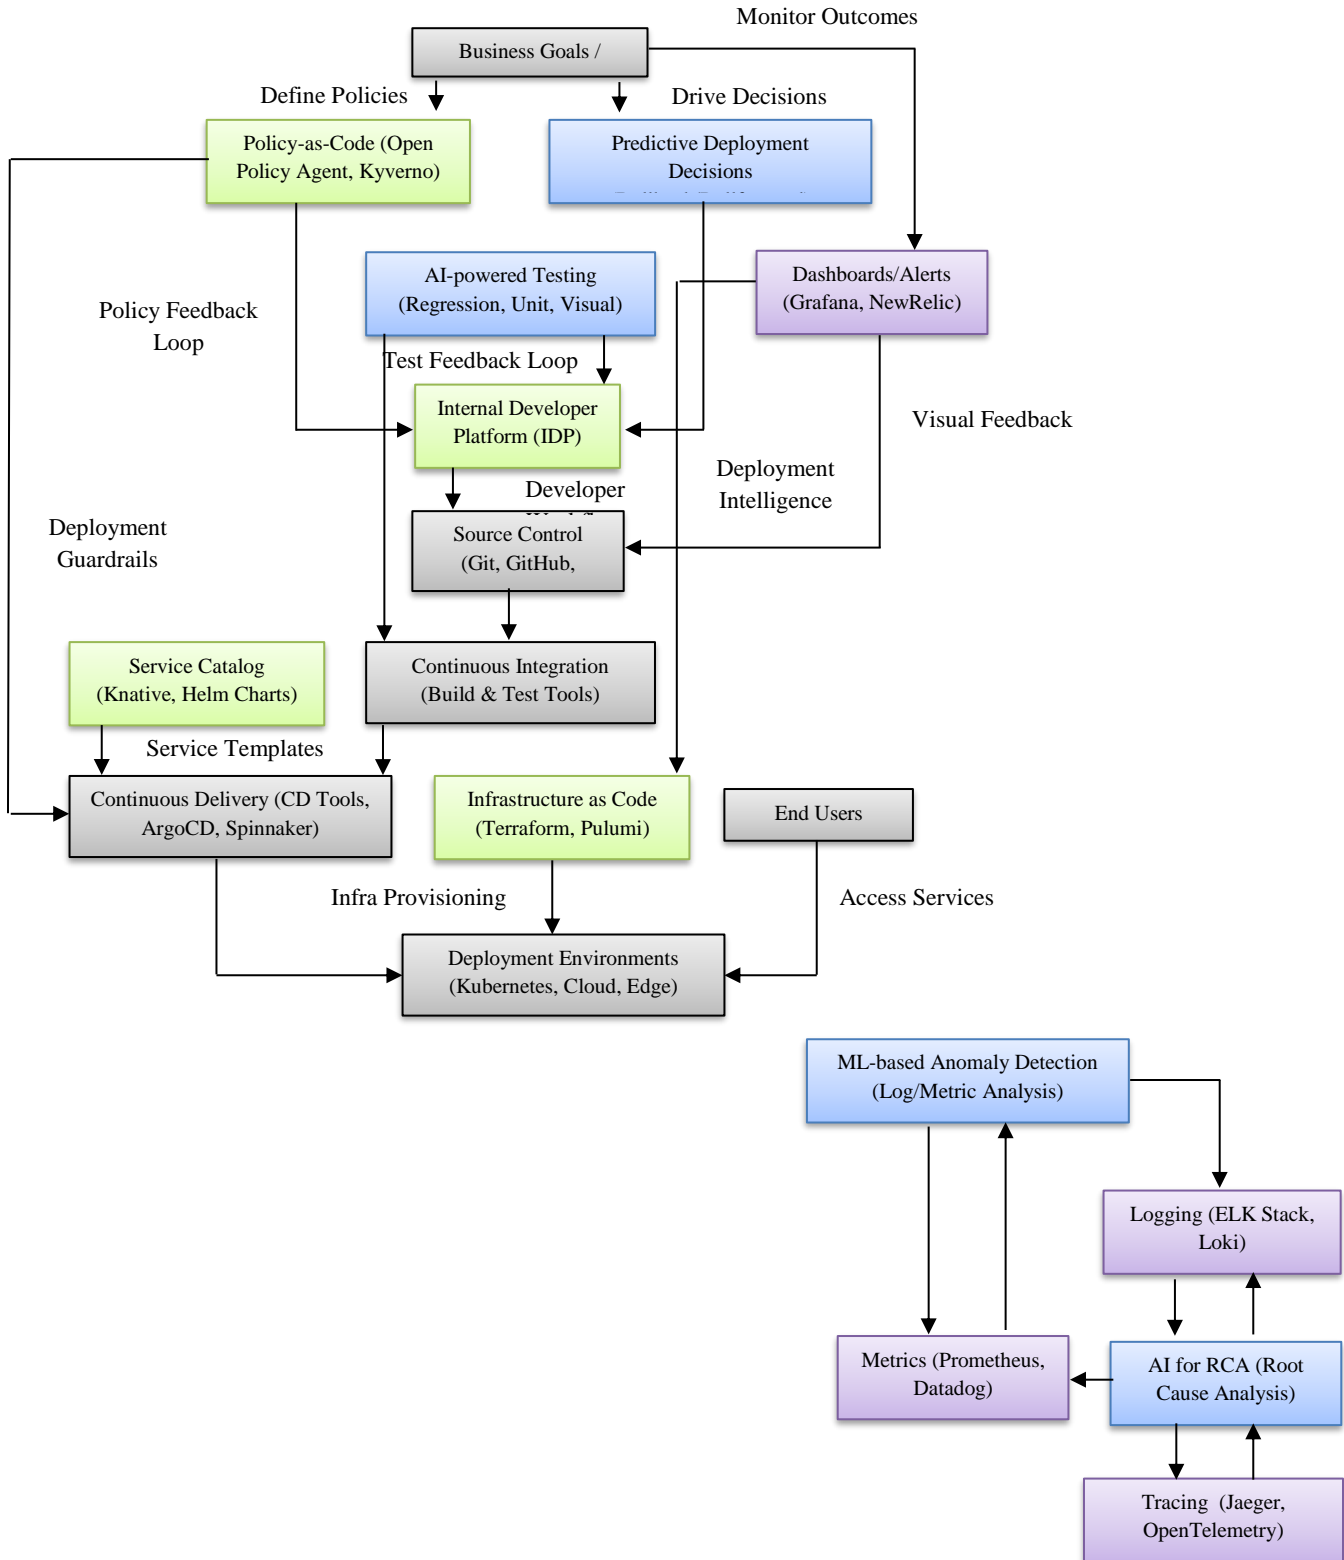 Monitor Outcomes
Business Goals /
Define Policies
Drive Decisions
Policy-as-Code (Open
Policy Agent, Kyverno)
Predictive Deployment
Decisions
AI-powered Testing
(Regression, Unit, Visual)
Dashboards/Alerts
(Grafana, NewRelic)
Policy Feedback
Loop
Test Feedback Loop
Internal Developer
Platform (IDP)
Visual Feedback
Deployment
Intelligence
Developer
Source Control
(Git, GitHub,
Deployment
Guardrails
Service Catalog
(Knative, Helm Charts)
Continuous Integration
(Build & Test Tools)
Service Templates
Continuous Delivery (CD Tools,
ArgoCD, Spinnaker)
Infrastructure as Code
(Terraform, Pulumi)
End Users
Infra Provisioning
Access Services
Deployment Environments
(Kubernetes, Cloud, Edge)
ML-based Anomaly Detection
(Log/Metric Analysis)
Logging (ELK Stack,
Loki)
Metrics (Prometheus,
Datadog)
AI for RCA (Root
Cause Analysis)
Tracing  (Jaeger,
OpenTelemetry)